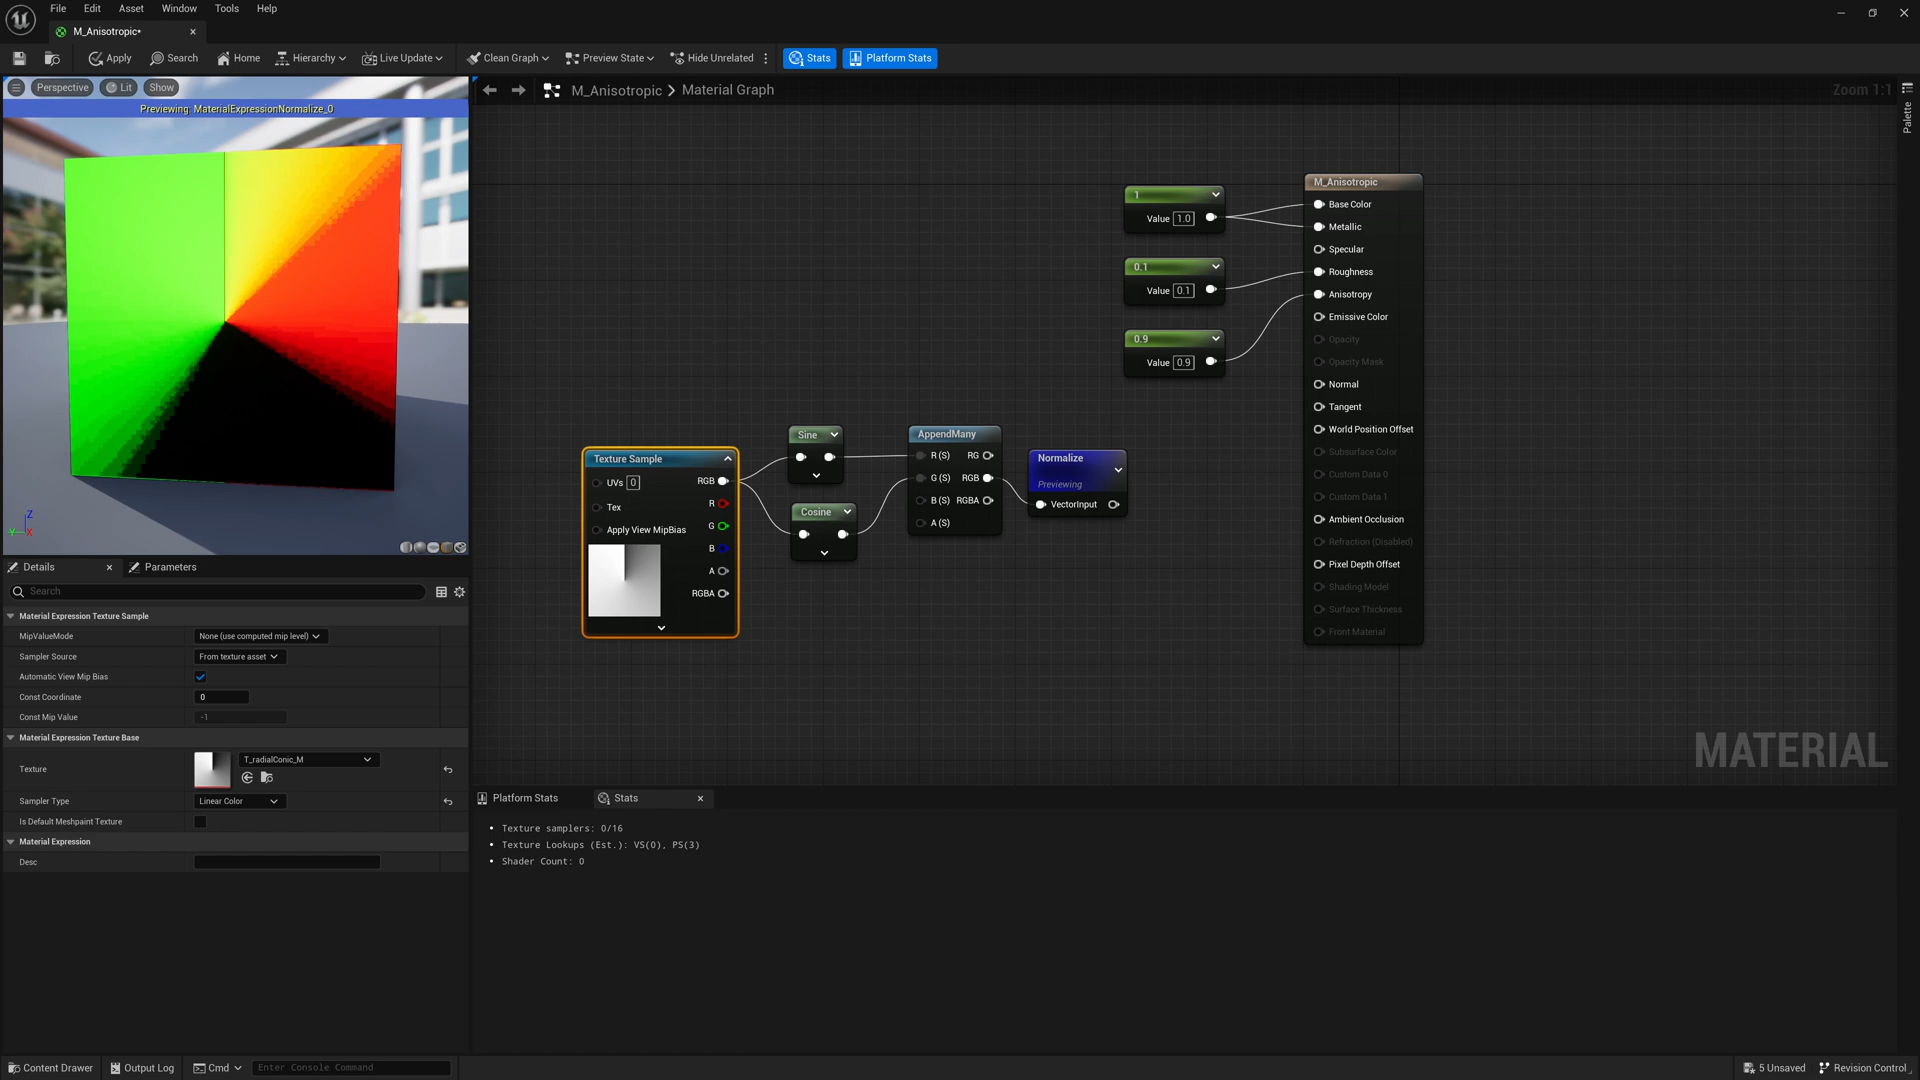 File Edit Asset Window Tools Help
M_Anisotropic*
Apply Search Home Hierarchy Live Update Clean Graph Preview State Hide Unrelated Stats Platform Stats
Perspective Lit Show
Previewing: MaterialExpressionNormalize_0
M_Anisotropic Material Graph
Zoom 1:1
Palette
1
Value 1.0
0.1
Value 0.1
0.9
Value 0.9
M_Anisotropic
Base Color
Metallic
Specular
Roughness
Anisotropy
Emissive Color
Opacity
Opacity Mask
Normal
Tangent
World Position Offset
Subsurface Color
Custom Data 0
Custom Data 1
Ambient Occlusion
Refraction (Disabled)
Pixel Depth Offset
Shading Model
Surface Thickness
Front Material
Texture Sample
UVs 0 RGB
R
Tex
G
Apply View MipBias
B
A
RGBA
Sine
Cosine
AppendMany
R (S) RG
G (S) RGB
B (S) RGBA
A (S)
Normalize
Previewing
VectorInput
MATERIAL
Z
Y X
Details Parameters
Search
Material Expression Texture Sample
MipValueMode None (use computed mip level)
Sampler Source From texture asset
Automatic View Mip Bias
Const Coordinate 0
Const Mip Value -1
Material Expression Texture Base
Texture T_radialConic_M
Sampler Type Linear Color
Is Default Meshpaint Texture
Material Expression
Desc
Platform Stats Stats
• Texture samplers: 0/16
• Texture Lookups (Est.): VS(0), PS(3)
• Shader Count: 0
Content Drawer Output Log Cmd Enter Console Command 5 Unsaved Revision Control